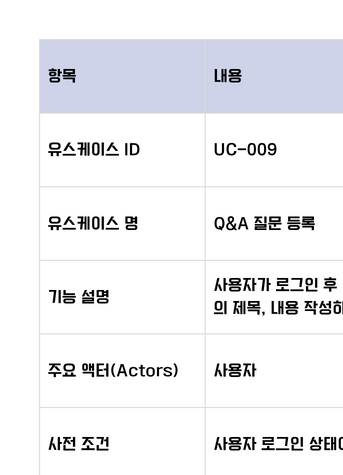 항목 내용
유스케이스 ID UC-009
유스케이스 명 Q&A 질문 등록
기능 설명 사용자가 로그인 후
의 제목, 내용 작성하
주요 액터(Actors) 사용자
사전 조건 사용자 로그인 상태